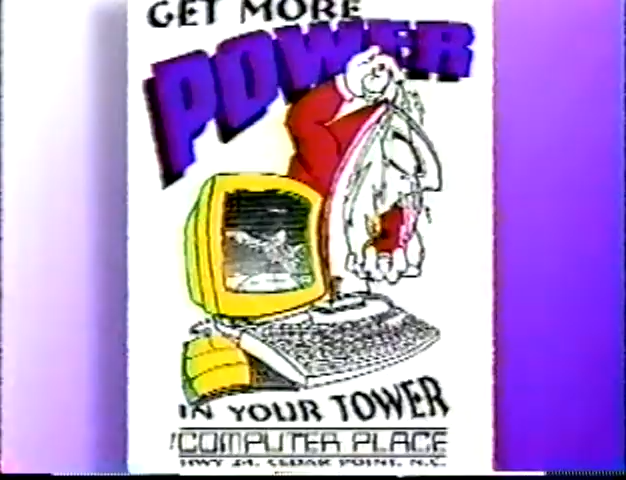 GET MORE
POWER
IN YOUR TOWER
COMPUTER PLACE
HWY 24, CEDAR POINT, N.C.